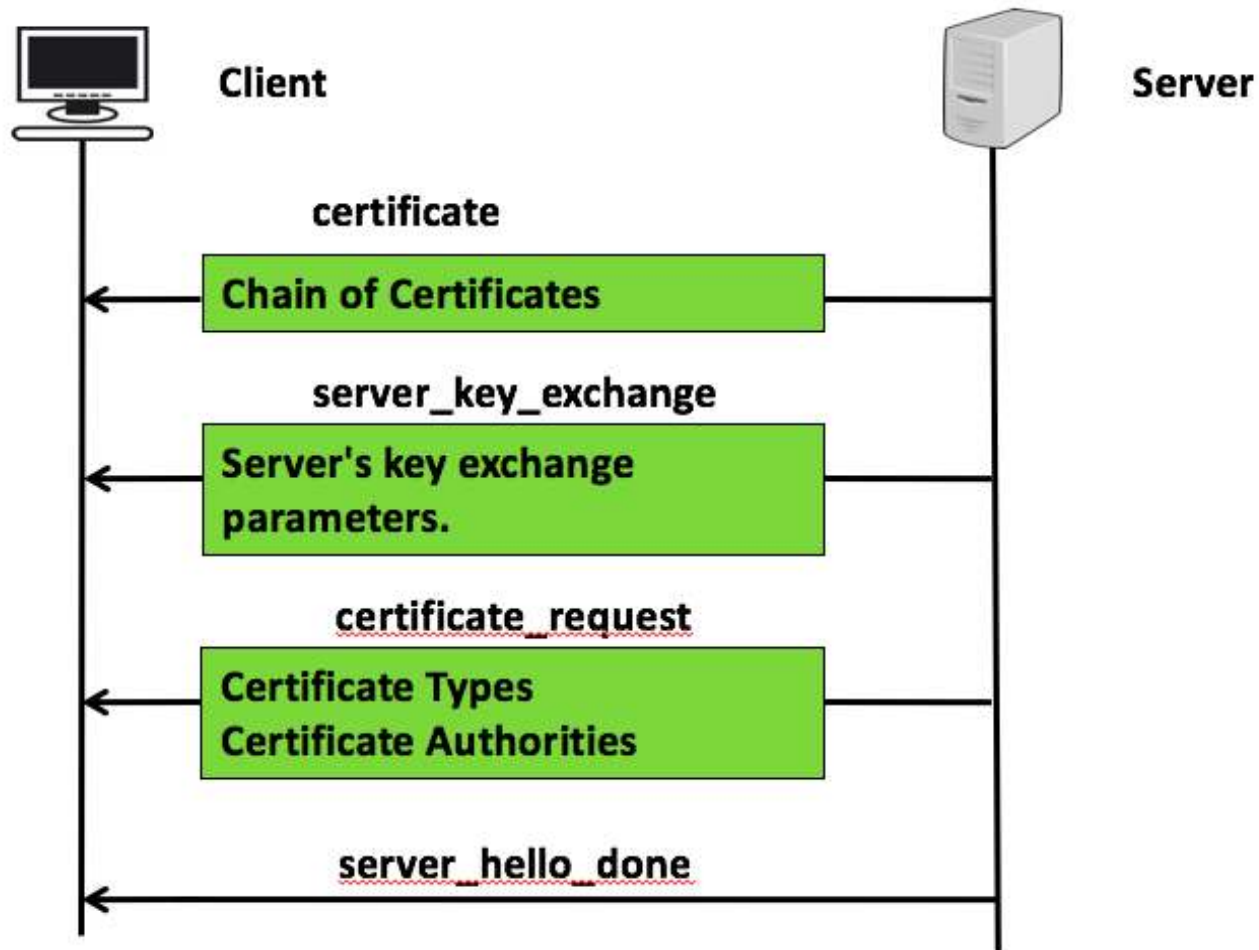 Client
Server
certificate
Chain of Certificates
server_key_exchange
Server's key exchange
parameters.
certificate_request
Certificate Types
Certificate Authorities
server_hello_done